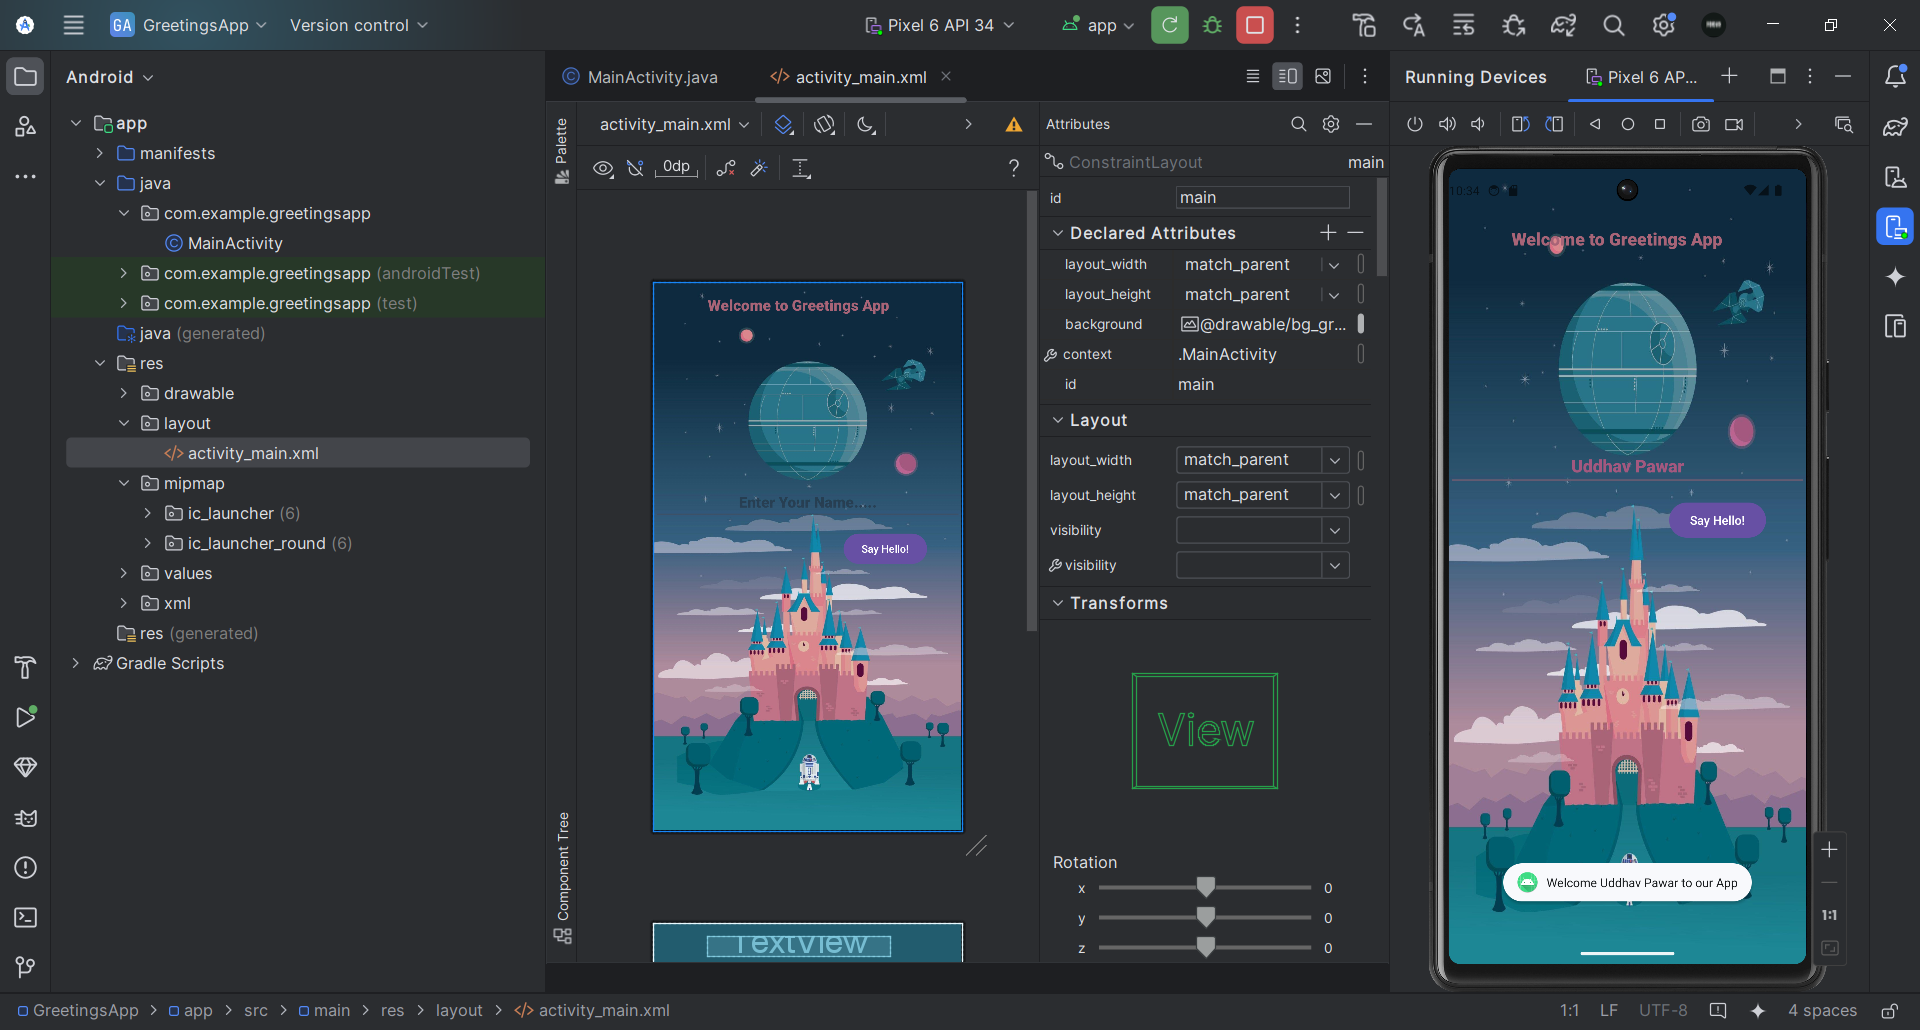 GA GreetingsApp Version control Pixel 6 API 34 app
Android
app
manifests
java
com.example.greetingsapp
MainActivity
com.example.greetingsapp (androidTest)
com.example.greetingsapp (test)
java (generated)
res
drawable
layout
activity_main.xml
mipmap
ic_launcher (6)
ic_launcher_round (6)
values
xml
res (generated)
Gradle Scripts
MainActivity.java activity_main.xml
Palette
activity_main.xml
0dp
?
Welcome to Greetings App
Enter Your Name.....
Say Hello!
Component Tree
TextView
Attributes
ConstraintLayout main
id main
Declared Attributes
layout_width match_parent
layout_height match_parent
background @drawable/bg_gr...
context .MainActivity
id main
Layout
layout_width match_parent
layout_height match_parent
visibility
visibility
Transforms
View
Rotation
x 0
y 0
z 0
Running Devices Pixel 6 AP...
10:34
Welcome to Greetings App
Uddhav Pawar
Say Hello!
Welcome Uddhav Pawar to our App
1:1
GreetingsApp app src main res layout activity_main.xml
1:1 LF UTF-8 4 spaces